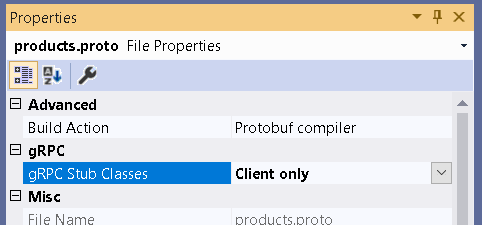 Properties
products.proto File Properties
Advanced
Build Action Protobuf compiler
gRPC
gRPC Stub Classes Client only
Misc
File Name products.proto